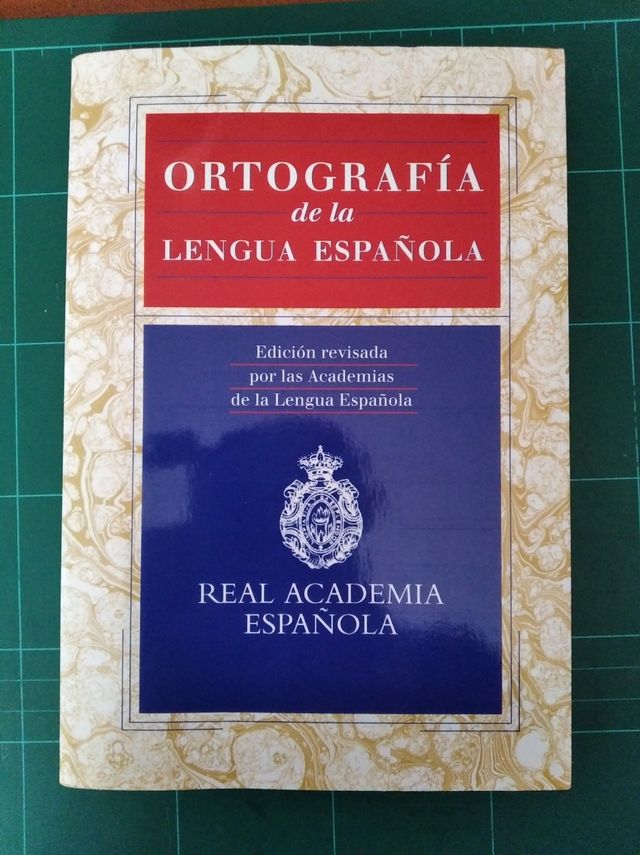 ORTOGRAFÍA
de la
LENGUA ESPAÑOLA
Edición revisada
por las Academias
de la Lengua Española
REAL ACADEMIA
ESPAÑOLA